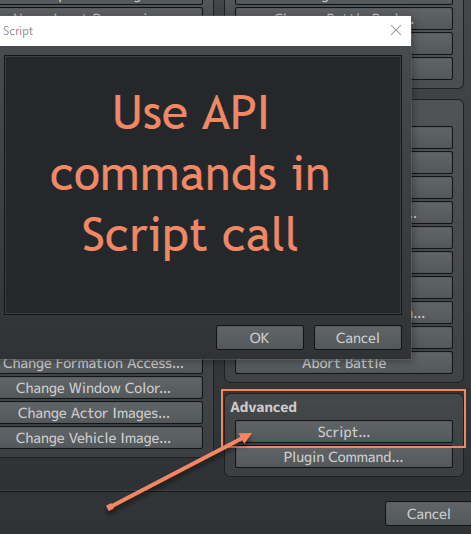 Script
Use API
commands in
Script call
OK
Cancel
Change Formation Access...
Change Window Color...
Change Actor Images...
Change Vehicle Image...
Abort Battle
Advanced
Script...
Plugin Command...
Cancel